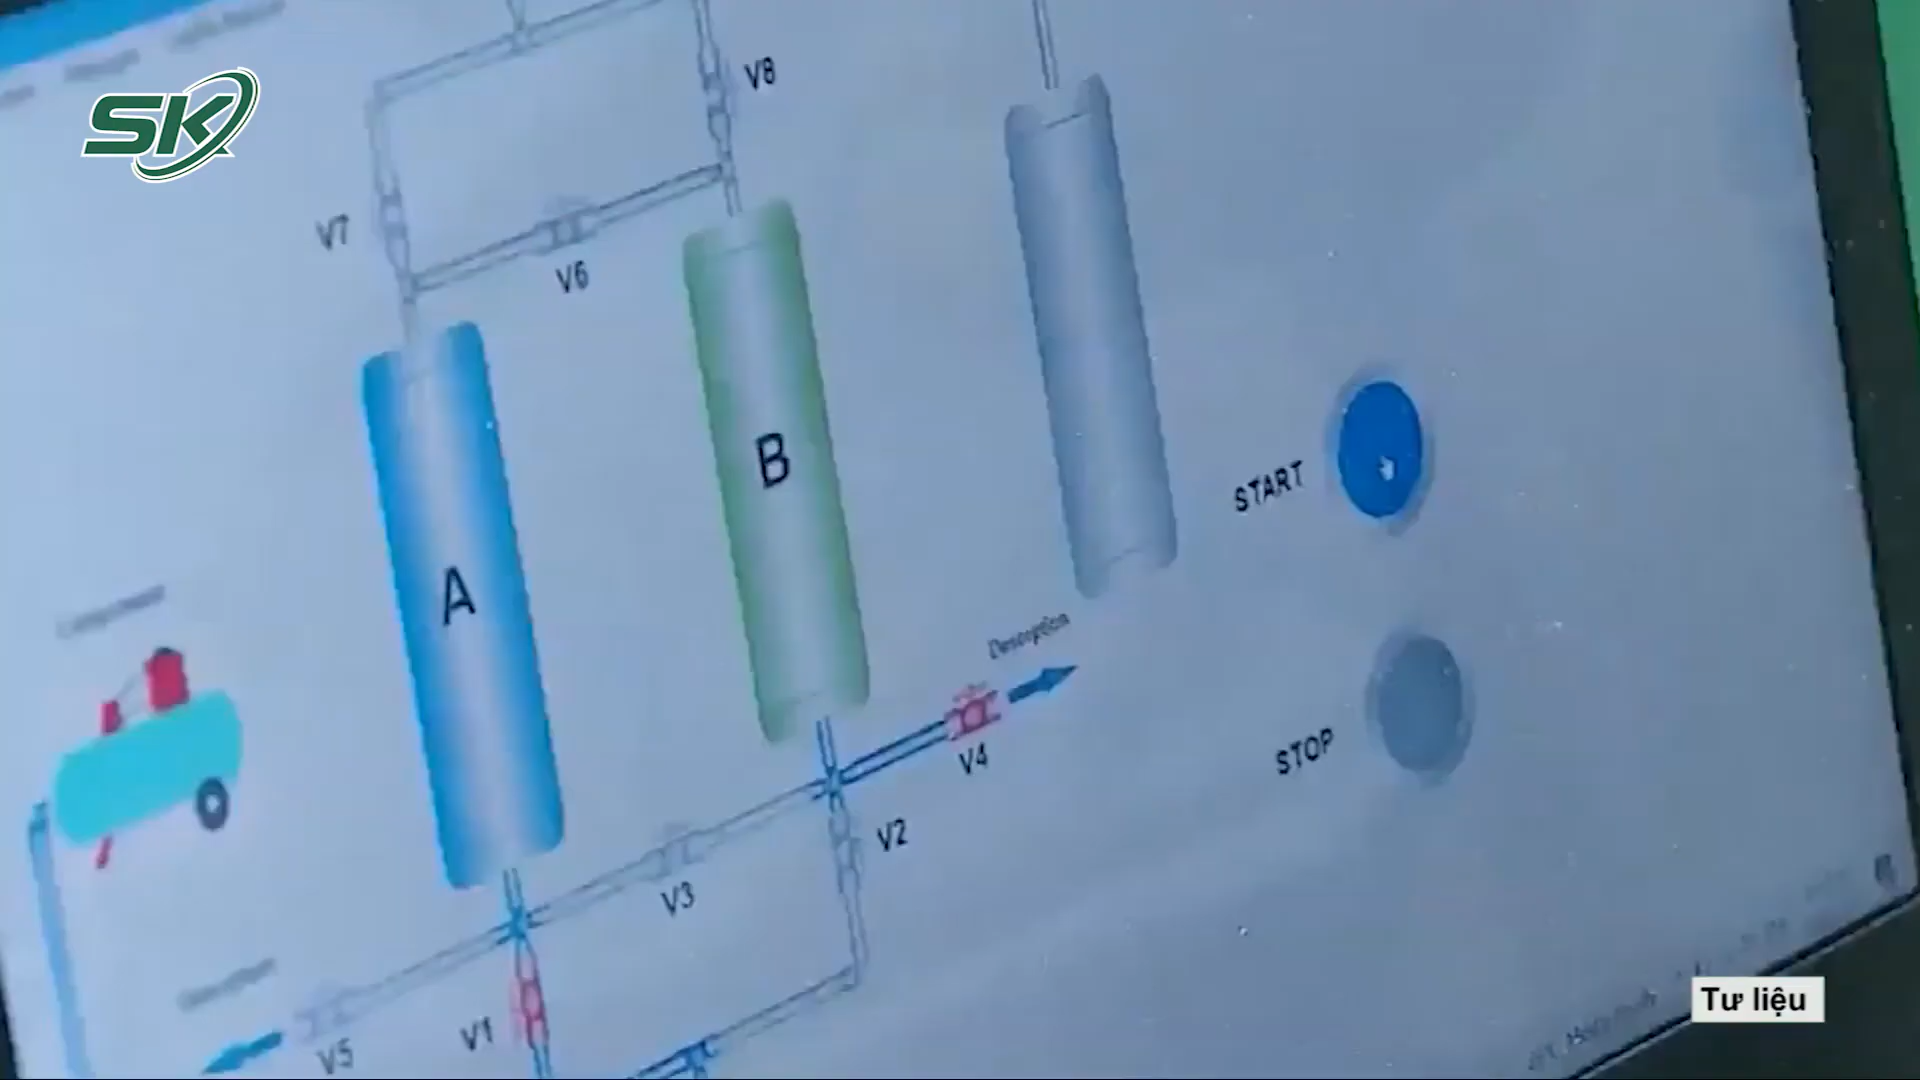 SK
V8
V7
V6
A
B
START
STOP
Desorption
V4
V2
V3
V1
V5
Tư liệu